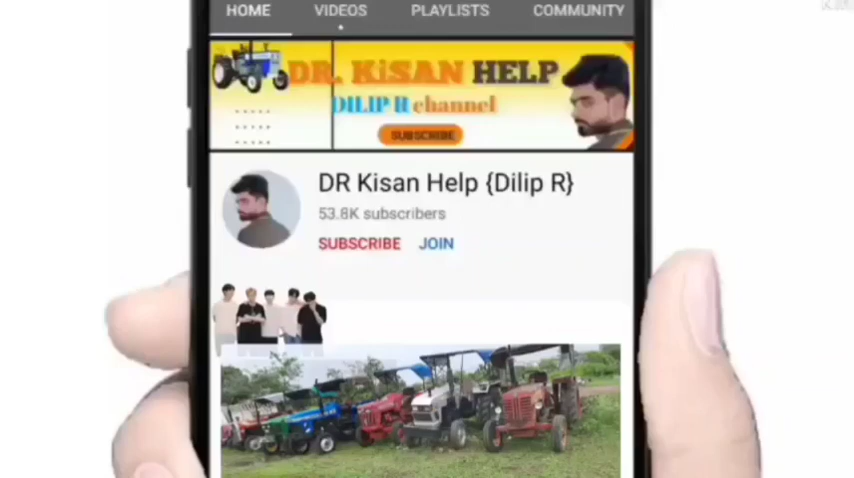 HOME VIDEOS PLAYLISTS COMMUNITY
DR. KiSAN HELP
DILIP R channel
SUBSCRIBE
DR Kisan Help {Dilip R}
53.8K subscribers
SUBSCRIBE JOIN